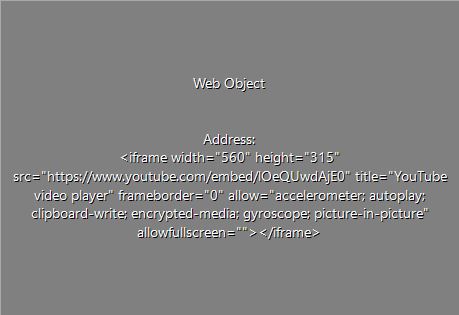 Web Object
Address:
<iframe width="560" height="315"
src="https://www.youtube.com/embed/lOeQUwdAjE0" title="YouTube
video player" frameborder="0" allow="accelerometer; autoplay;
clipboard-write; encrypted-media; gyroscope; picture-in-picture"
allowfullscreen=""></iframe>